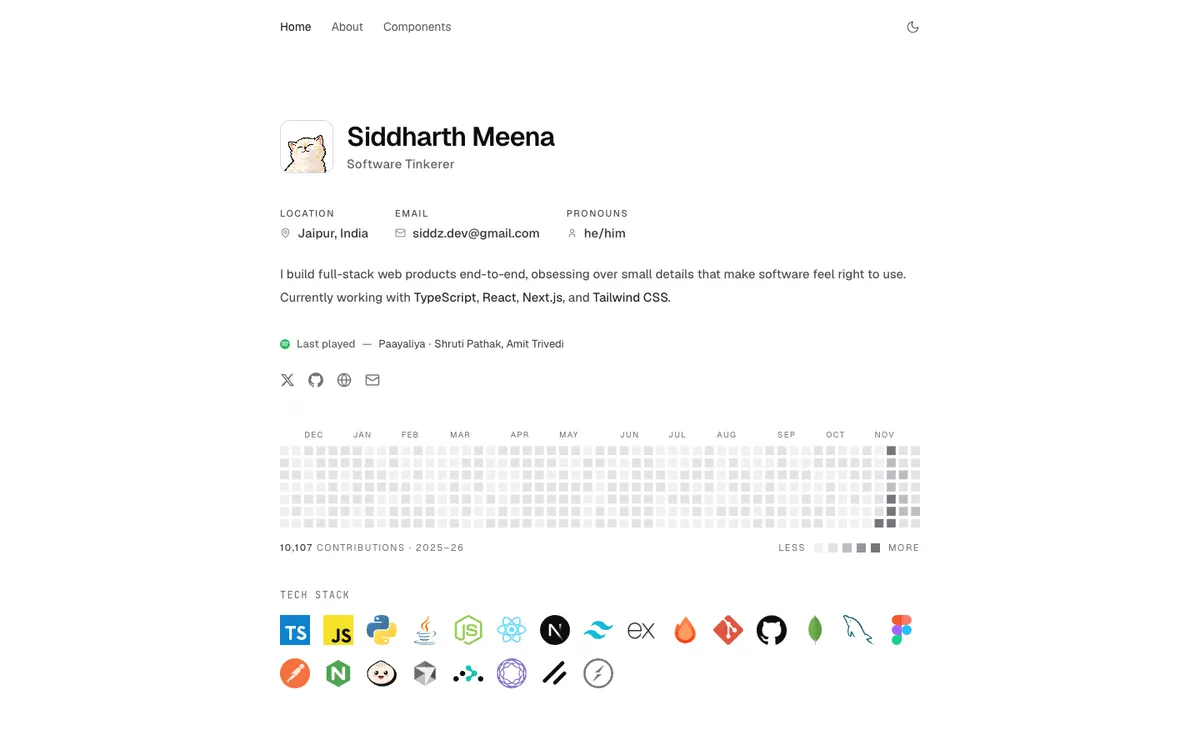 Home About Components
Siddharth Meena
Software Tinkerer
LOCATION EMAIL PRONOUNS
Jaipur, India siddz.dev@gmail.com he/him
I build full-stack web products end-to-end, obsessing over small details that make software feel right to use.
Currently working with TypeScript, React, Next.js, and Tailwind CSS.
Last played — Paayaliya · Shruti Pathak, Amit Trivedi
DEC JAN FEB MAR APR MAY JUN JUL AUG SEP OCT NOV
10,107 CONTRIBUTIONS · 2025–26 LESS MORE
TECH STACK
TS JS JS N ex
N